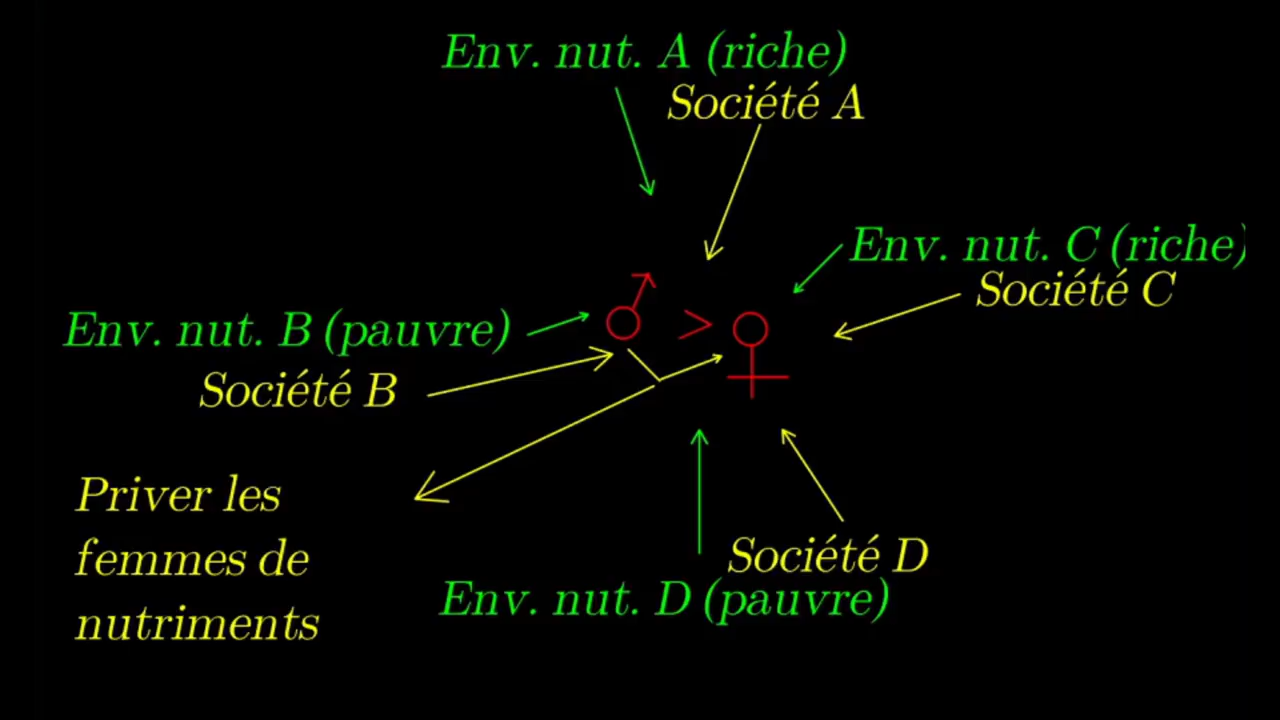 Env. nut. A (riche)
Société A
Env. nut. C (riche)
Société C
Env. nut. B (pauvre)
♂ > ♀
Société B
Priver les
femmes de
nutriments
Société D
Env. nut. D (pauvre)